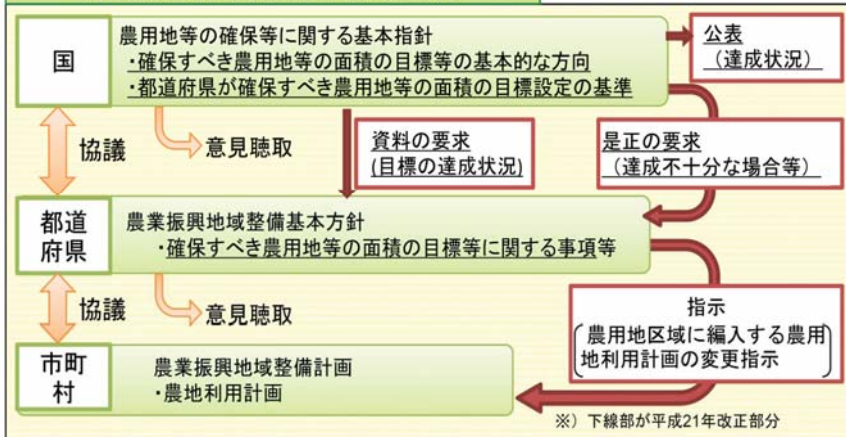 国
農用地等の確保等に関する基本指針
・確保すべき農用地等の面積の目標等の基本的な方向
・都道府県が確保すべき農用地等の面積の目標設定の基準
公表
（達成状況）
協議
意見聴取
資料の要求
(目標の達成状況)
是正の要求
（達成不十分な場合等）
都道
府県
農業振興地域整備基本方針
・確保すべき農用地等の面積の目標等に関する事項等
協議
意見聴取
指示
農用地区域に編入する農用
地利用計画の変更指示
市町
村
農業振興地域整備計画
・農地利用計画
※）下線部が平成21年改正部分